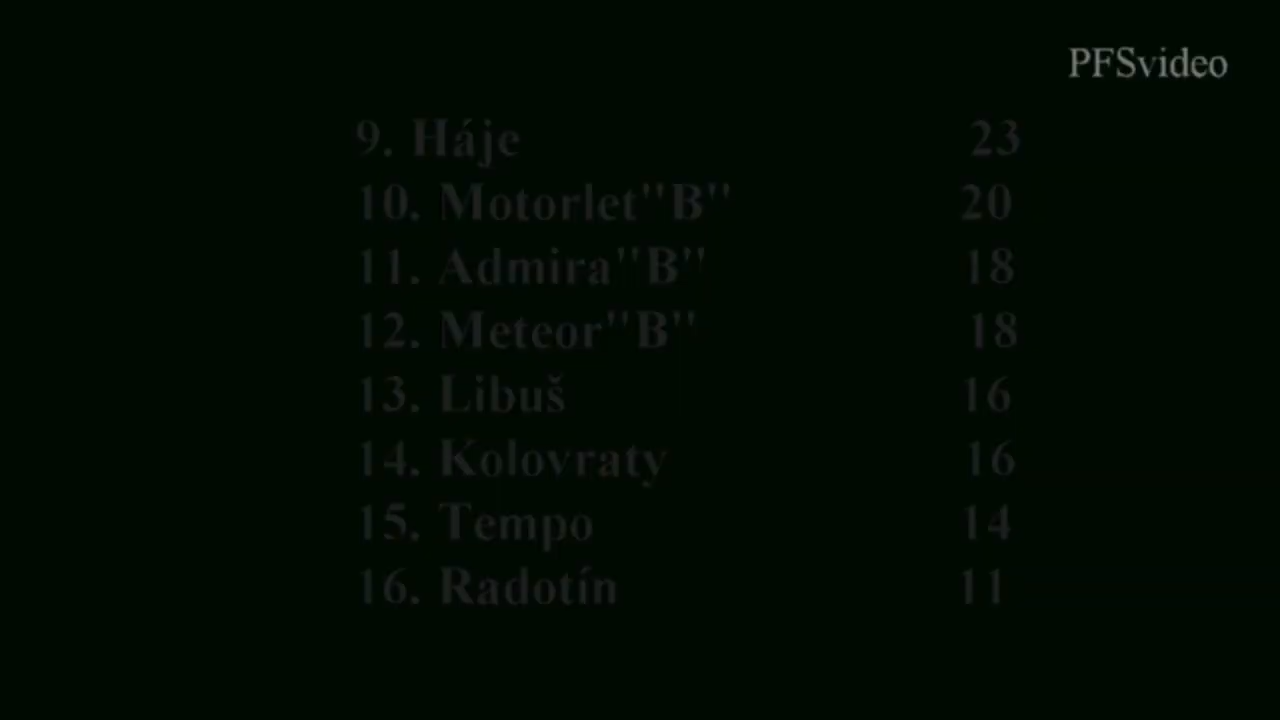 PFSvideo
9. Háje 23
10. Motorlet"B" 20
11. Admira"B" 18
12. Meteor"B" 18
13. Libuš 16
14. Kolovraty 16
15. Tempo 14
16. Radotín 11